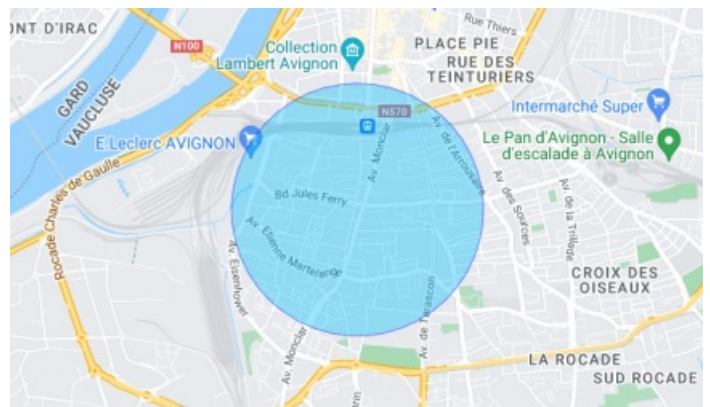 ONT D'IRAC
N100
Collection
Lambert Avignon
PLACE PIE
Rue Thiers
RUE DES
TEINTURIERS
GARD
VAUCLUSE
N570
Intermarché Super
E.Leclerc AVIGNON
Le Pan d'Avignon - Salle
d'escalade à Avignon
Av. Monclar
Av. de l'Arrousaire
Rocade Charles de Gaulle
Bd Jules Ferry
Av. des Sources
Av. de la Trillade
Av. Etienne Martelange
Av. Eisenhower
CROIX DES
OISEAUX
Av. Monclar
Av. de Tarascon
LA ROCADE
SUD ROCADE
arin